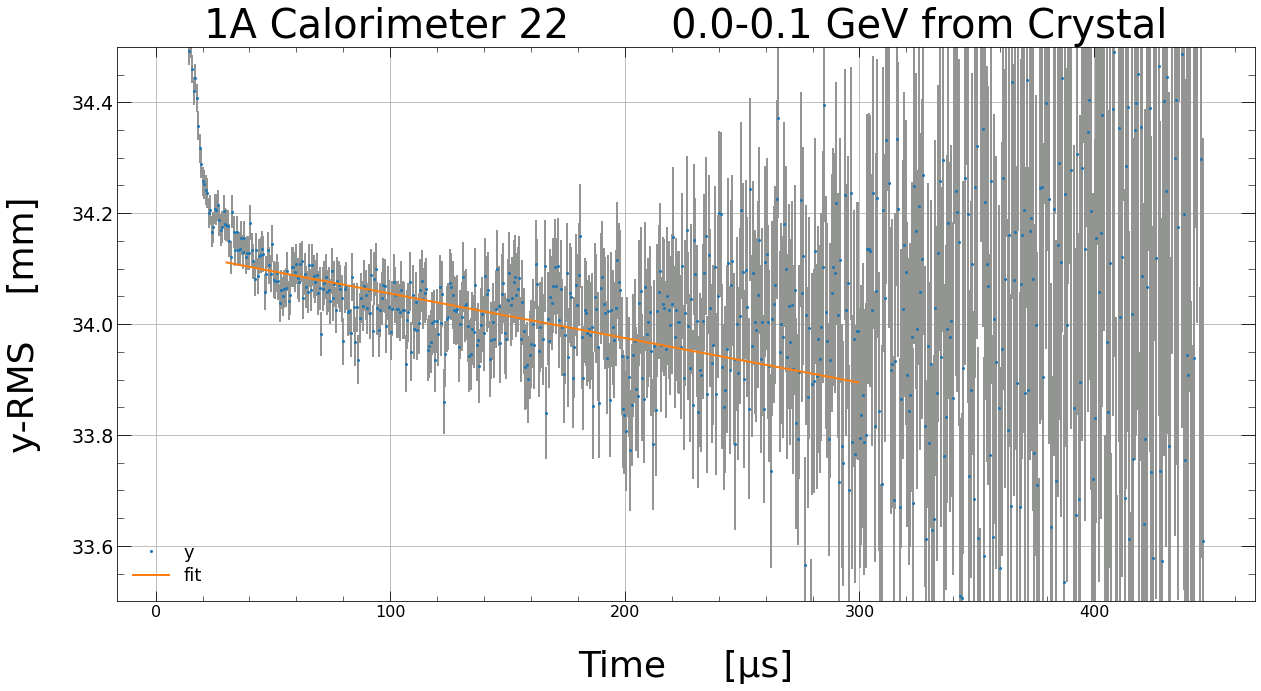 1A Calorimeter 22 0.0-0.1 GeV from Crystal
y-RMS [mm]
34.4
34.2
34.0
33.8
33.6
y
fit
0 100 200 300 400
Time [μs]